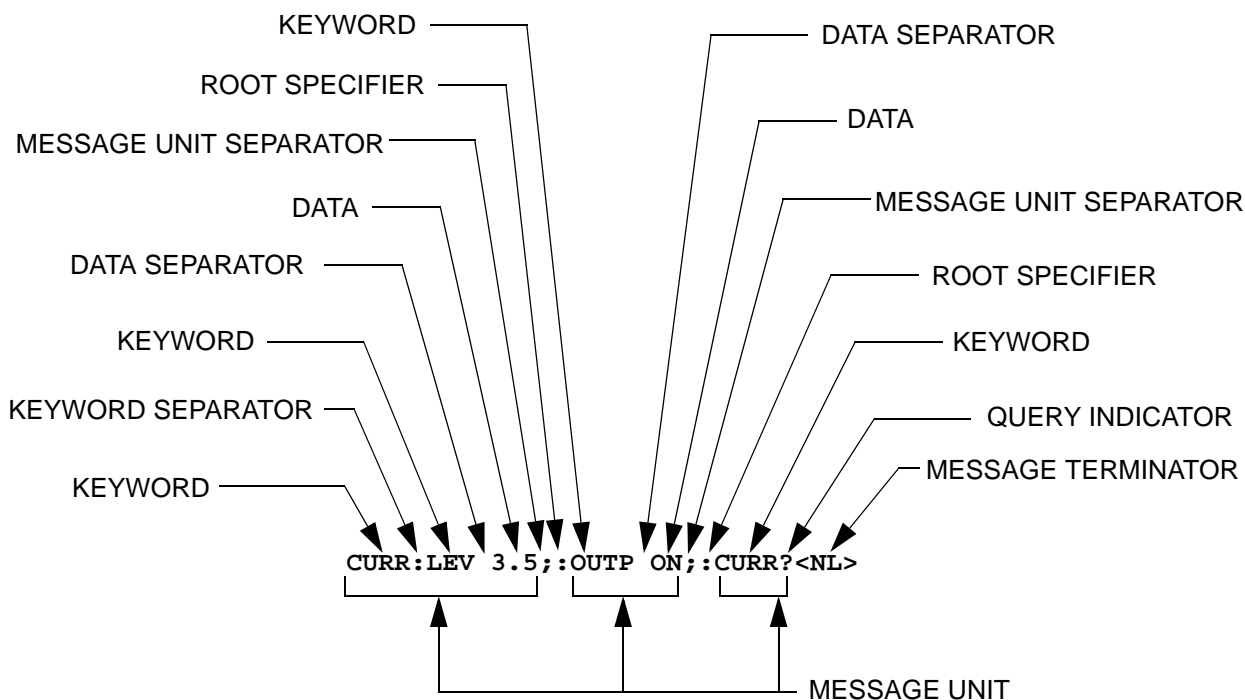 KEYWORD
DATA SEPARATOR
ROOT SPECIFIER
DATA
MESSAGE UNIT SEPARATOR
MESSAGE UNIT SEPARATOR
DATA
DATA SEPARATOR
ROOT SPECIFIER
KEYWORD
KEYWORD
KEYWORD SEPARATOR
QUERY INDICATOR
KEYWORD
MESSAGE TERMINATOR
CURR:LEV 3.5;:OUTP ON;:CURR?<NL>
MESSAGE UNIT